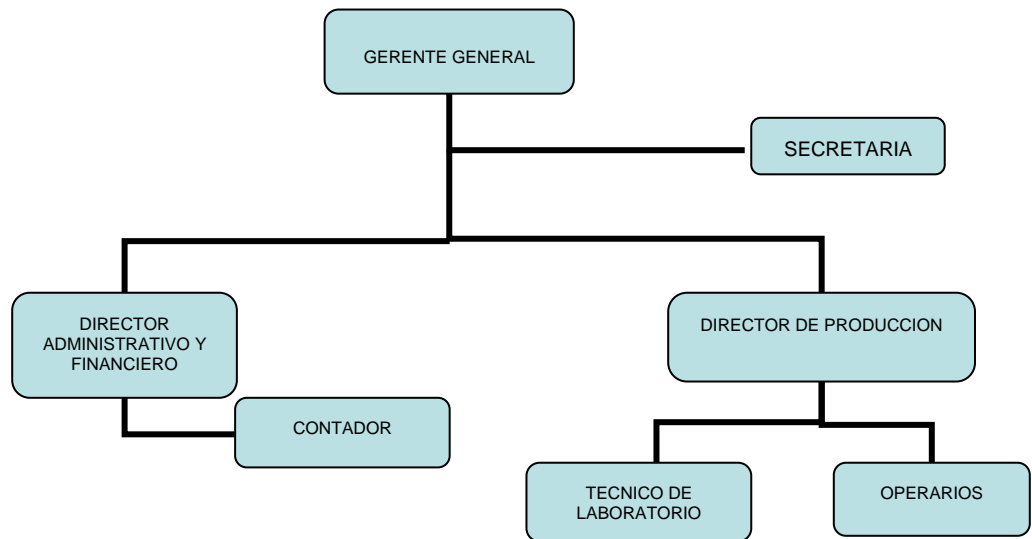 GERENTE GENERAL
SECRETARIA
DIRECTOR
ADMINISTRATIVO Y
FINANCIERO
DIRECTOR DE PRODUCCION
CONTADOR
TECNICO DE
LABORATORIO
OPERARIOS